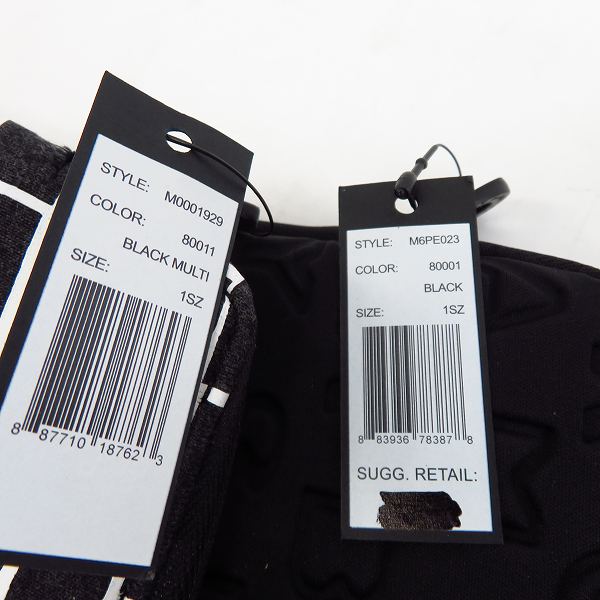 STYLE: M0001929
COLOR: 80011
BLACK MULTI
SIZE: 1SZ
8 87710 18762 3
STYLE: M6PE023
COLOR: 80001
BLACK
SIZE: 1SZ
8 83936 78387 8
SUGG. RETAIL: